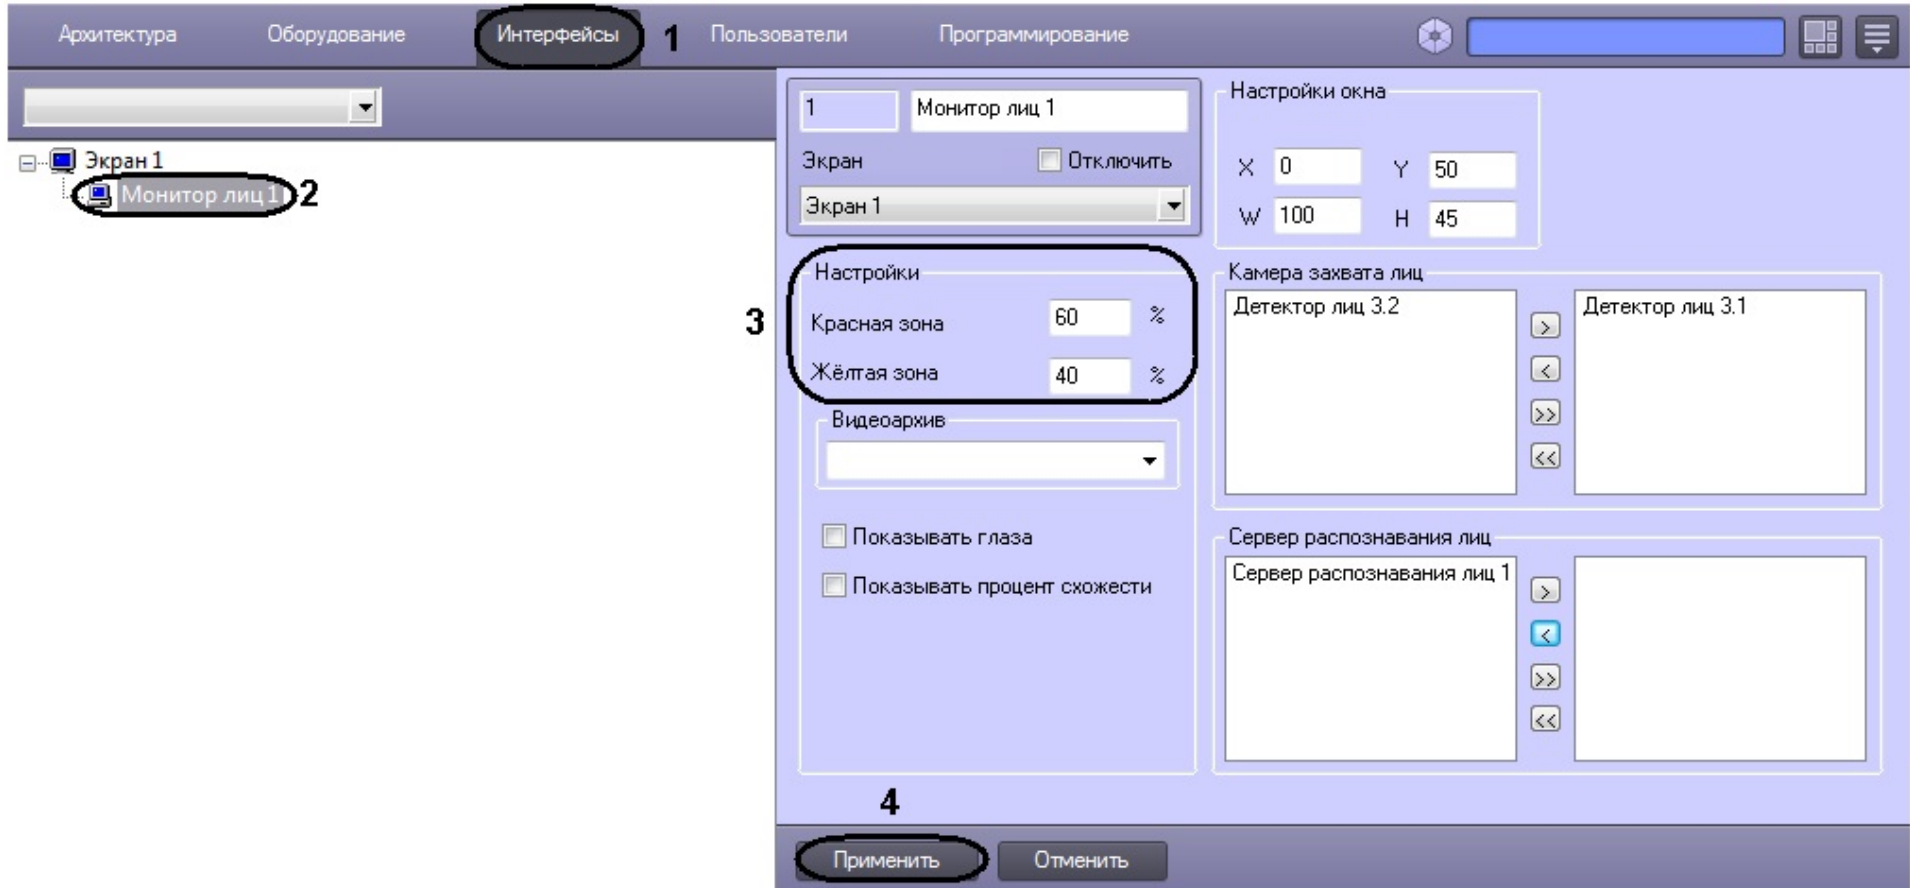 Архитектура Оборудование Интерфейсы 1 Пользователи Программирование
Экран 1
Монитор лиц 1 2
1 Монитор лиц 1
Экран Отключить
Экран 1
Настройки окна
X 0 Y 50
W 100 H 45
3
Настройки
Красная зона 60 %
Жёлтая зона 40 %
Видеоархив
Показывать глаза
Показывать процент схожести
Камера захвата лиц
Детектор лиц 3.2 > Детектор лиц 3.1
<
>>
<<
Сервер распознавания лиц
Сервер распознавания лиц 1 >
<
>>
<<
4
Применить Отменить